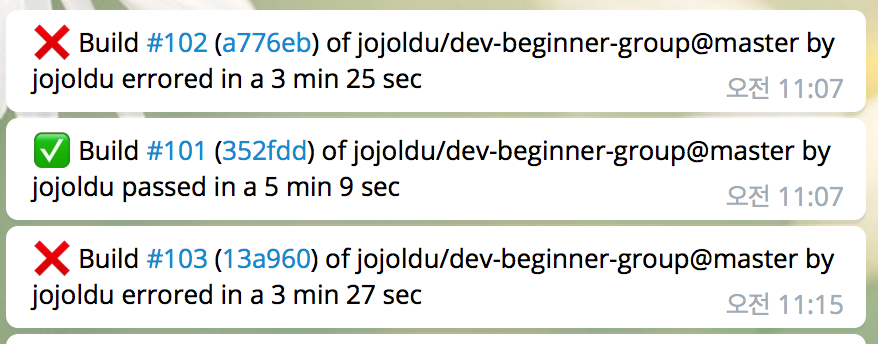 ❌ Build #102 (a776eb) of jojoldu/dev-beginner-group@master by
jojoldu errored in a 3 min 25 sec
오전 11:07
✅ Build #101 (352fdd) of jojoldu/dev-beginner-group@master by
jojoldu passed in a 5 min 9 sec
오전 11:07
❌ Build #103 (13a960) of jojoldu/dev-beginner-group@master by
jojoldu errored in a 3 min 27 sec
오전 11:15